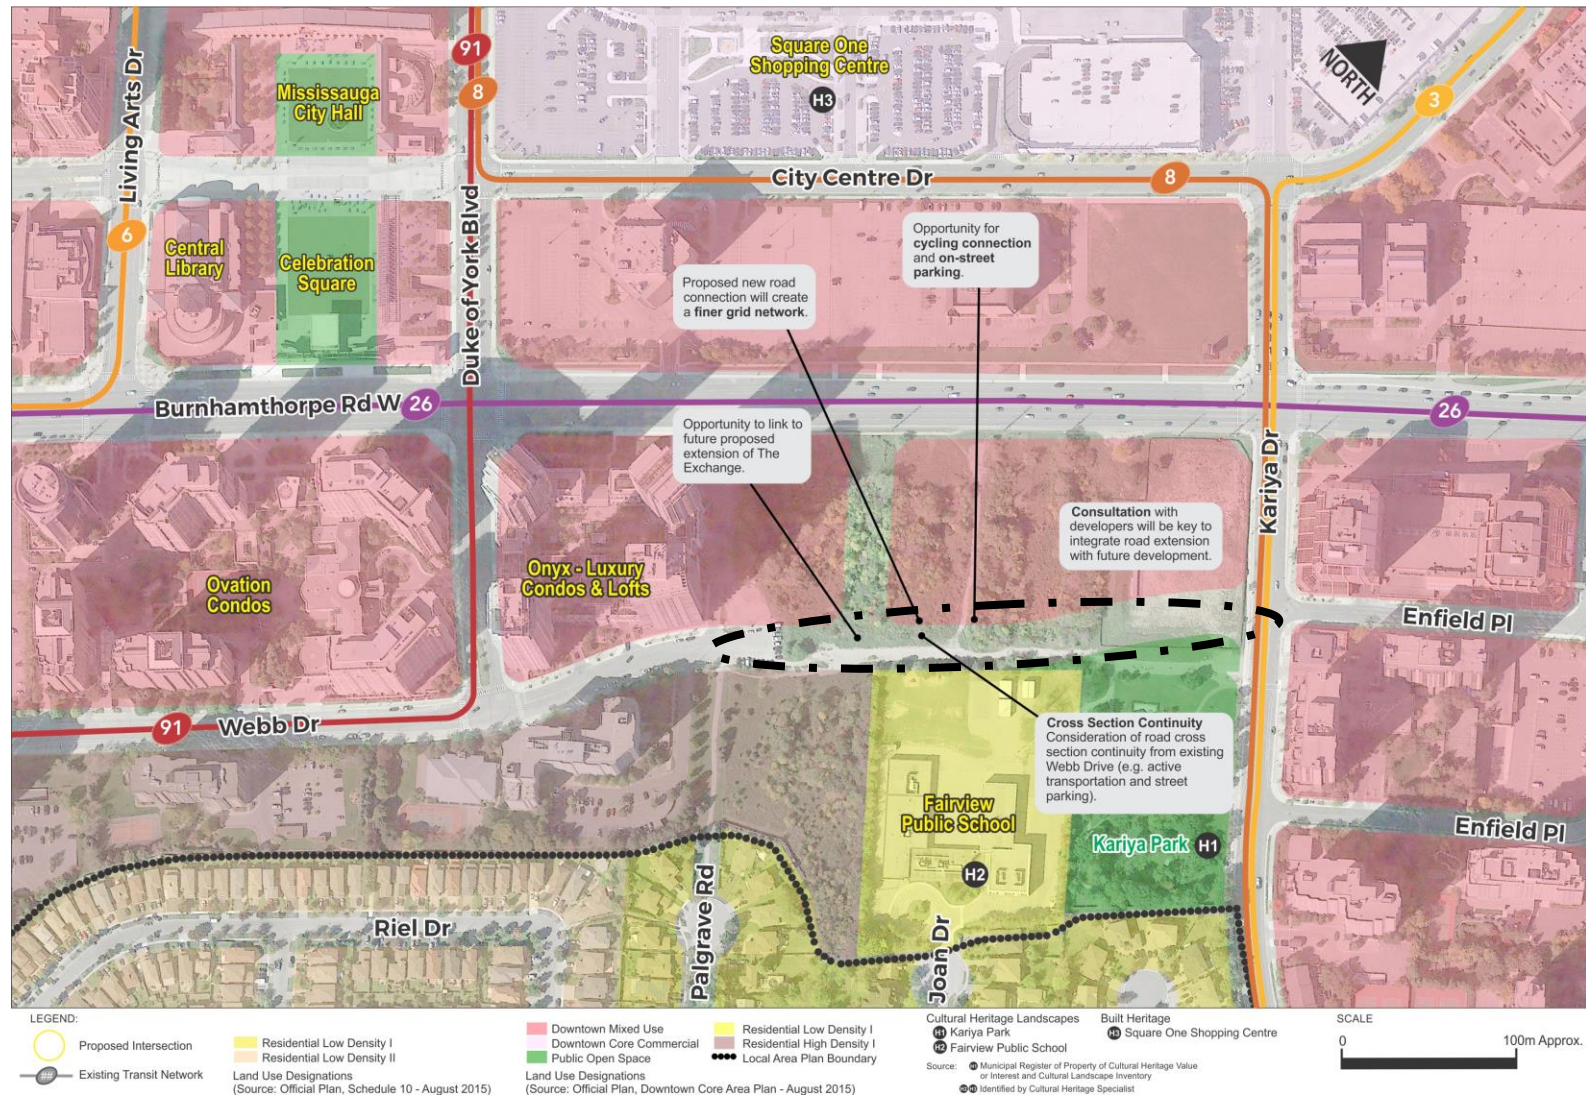 91
8
Square One
Shopping Centre
H3
NORTH
3
Living Arts Dr
Mississauga
City Hall
City Centre Dr
8
6
Central
Library
Celebration
Square
Duke of York Blvd
Opportunity for
cycling connection
and on-street
parking.
Proposed new road
connection will create
a finer grid network.
Burnhamthorpe Rd W
26
26
Opportunity to link to
future proposed
extension of The
Exchange.
Kariya Dr
Consultation with
developers will be key to
integrate road extension
with future development.
Ovation
Condos
Onyx - Luxury
Condos & Lofts
Enfield Pl
91
Webb Dr
Cross Section Continuity
Consideration of road cross
section continuity from existing
Webb Drive (e.g. active
transportation and street
parking).
Fairview
Public School
H2
Kariya Park
H1
Enfield Pl
Riel Dr
Palgrave Rd
Joan Dr
LEGEND:
Proposed Intersection
##
Existing Transit Network
Residential Low Density I
Residential Low Density II
Land Use Designations
(Source: Official Plan, Schedule 10 - August 2015)
Downtown Mixed Use
Downtown Core Commercial
Public Open Space
Residential Low Density I
Residential High Density I
Local Area Plan Boundary
Land Use Designations
(Source: Official Plan, Downtown Core Area Plan - August 2015)
Cultural Heritage Landscapes
H1 Kariya Park
H2 Fairview Public School
Built Heritage
H3 Square One Shopping Centre
Source: H1 Municipal Register of Property of Cultural Heritage Value
or Interest and Cultural Landscape Inventory
H2 H3 Identified by Cultural Heritage Specialist
SCALE
0
100m Approx.